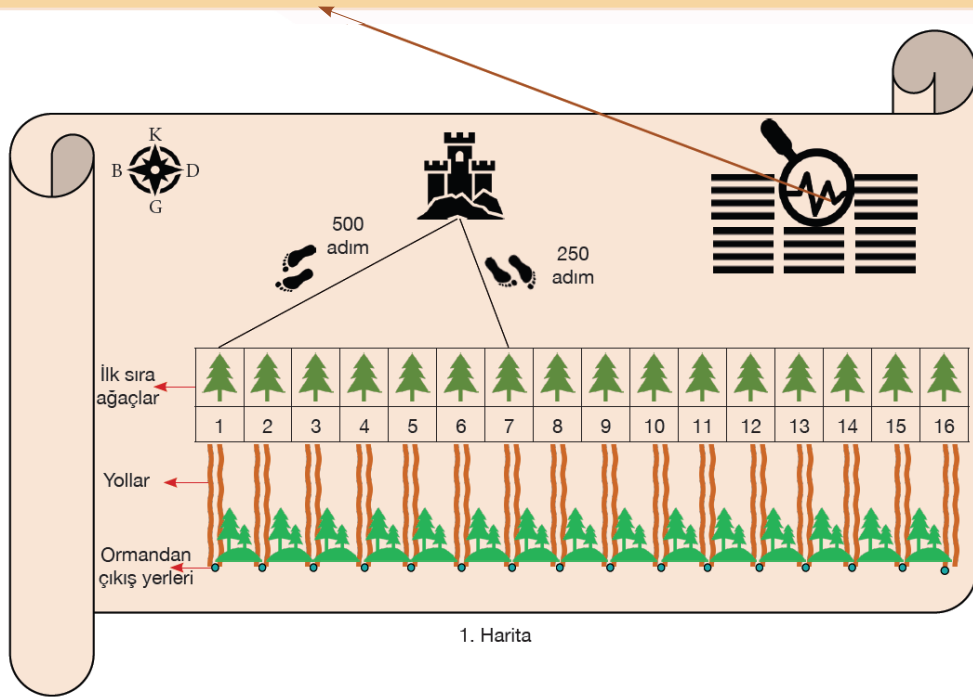 K
B D
G
500
adım
250
adım
İlk sıra
ağaçlar
1 2 3 4 5 6 7 8 9 10 11 12 13 14 15 16
Yollar
Ormandan
çıkış yerleri
1. Harita